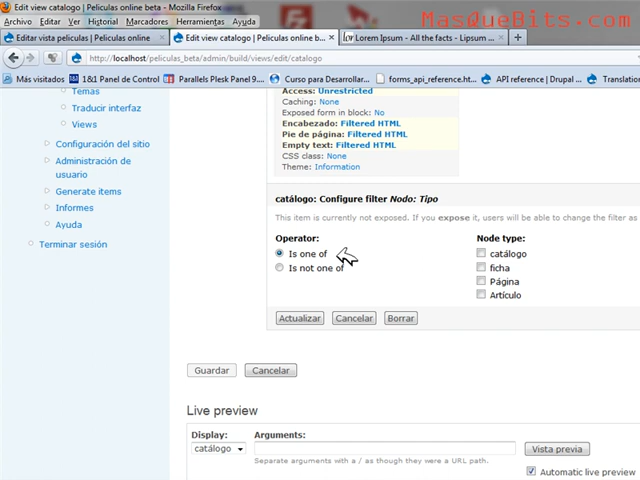 Edit view catalogo | Peliculas online beta - Mozilla Firefox
MasQueBits.com
Archivo Editar Ver Historial Marcadores Herramientas Ayuda
Editar vista peliculas | Peliculas online ×
Edit view catalogo | Peliculas online b... ×
Lorem Ipsum - All the facts - Lipsum ... ×
http://localhost/peliculas_beta/admin/build/views/edit/catalogo
Más visitados 1&1 Panel de Control Parallels Plesk Panel 9.... Curso para Desarrollar... forms_api_reference.ht... API reference | Drupal ... Translation
Temas
Traducir interfaz
Views
Configuración del sitio
Administración de usuario
Generate items
Informes
Ayuda
Terminar sesión
Access: Unrestricted
Caching: None
Exposed form in block: No
Encabezado: Filtered HTML
Pie de página: Filtered HTML
Empty text: Filtered HTML
CSS class: None
Theme: Information
catálogo: Configure filter Nodo: Tipo
This item is currently not exposed. If you expose it, users will be able to change the filter as
Operator:
Is one of
Is not one of
Node type:
catálogo
ficha
Página
Artículo
Actualizar Cancelar Borrar
Guardar Cancelar
Live preview
Display: Arguments:
catálogo Vista previa
Separate arguments with a / as though they were a URL path.
Automatic live preview